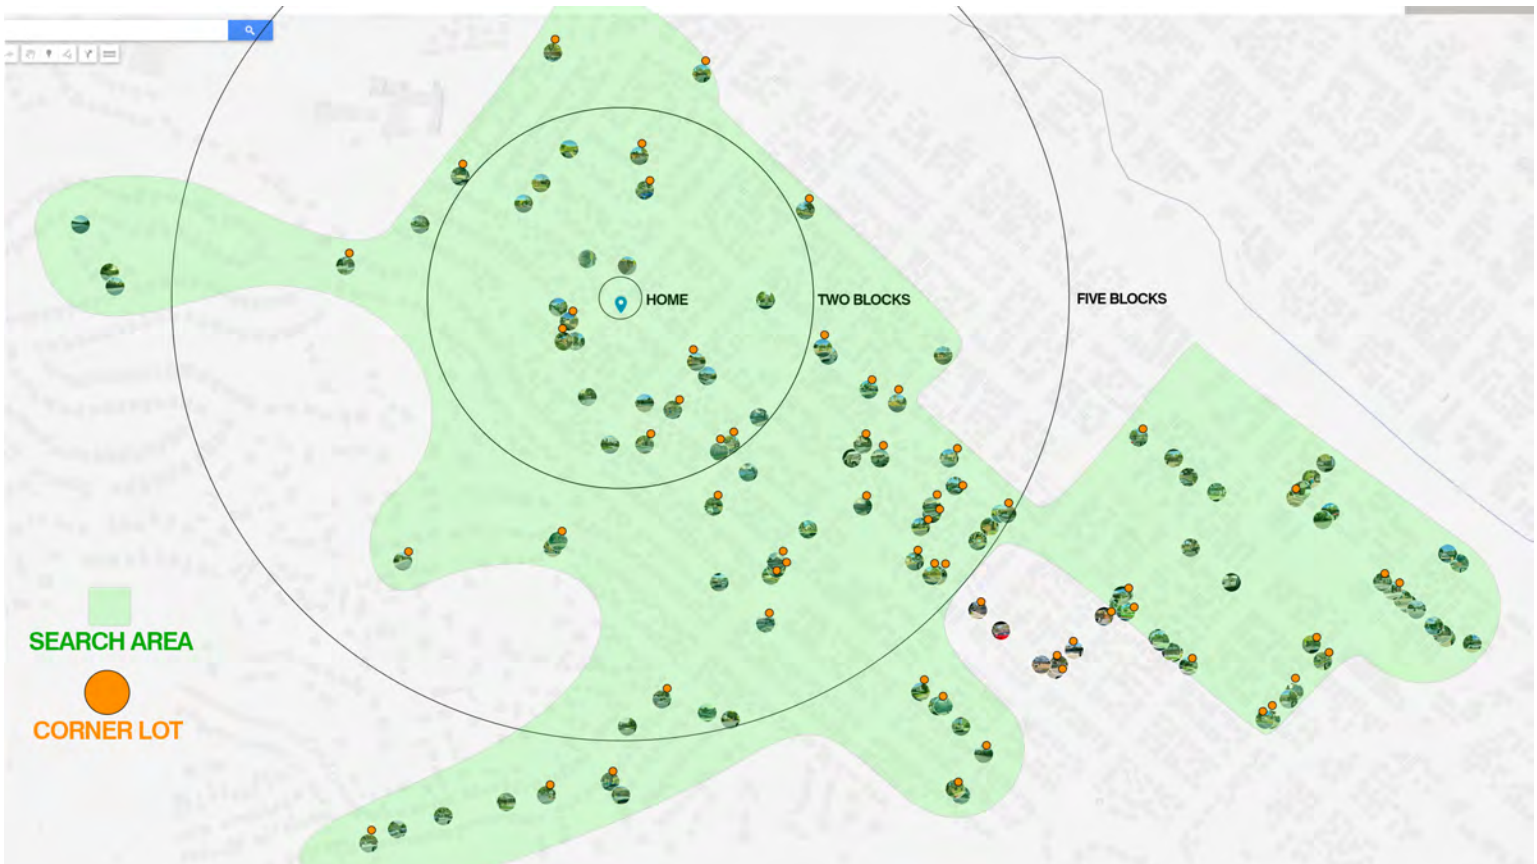 HOME
TWO BLOCKS
FIVE BLOCKS
SEARCH AREA
CORNER LOT